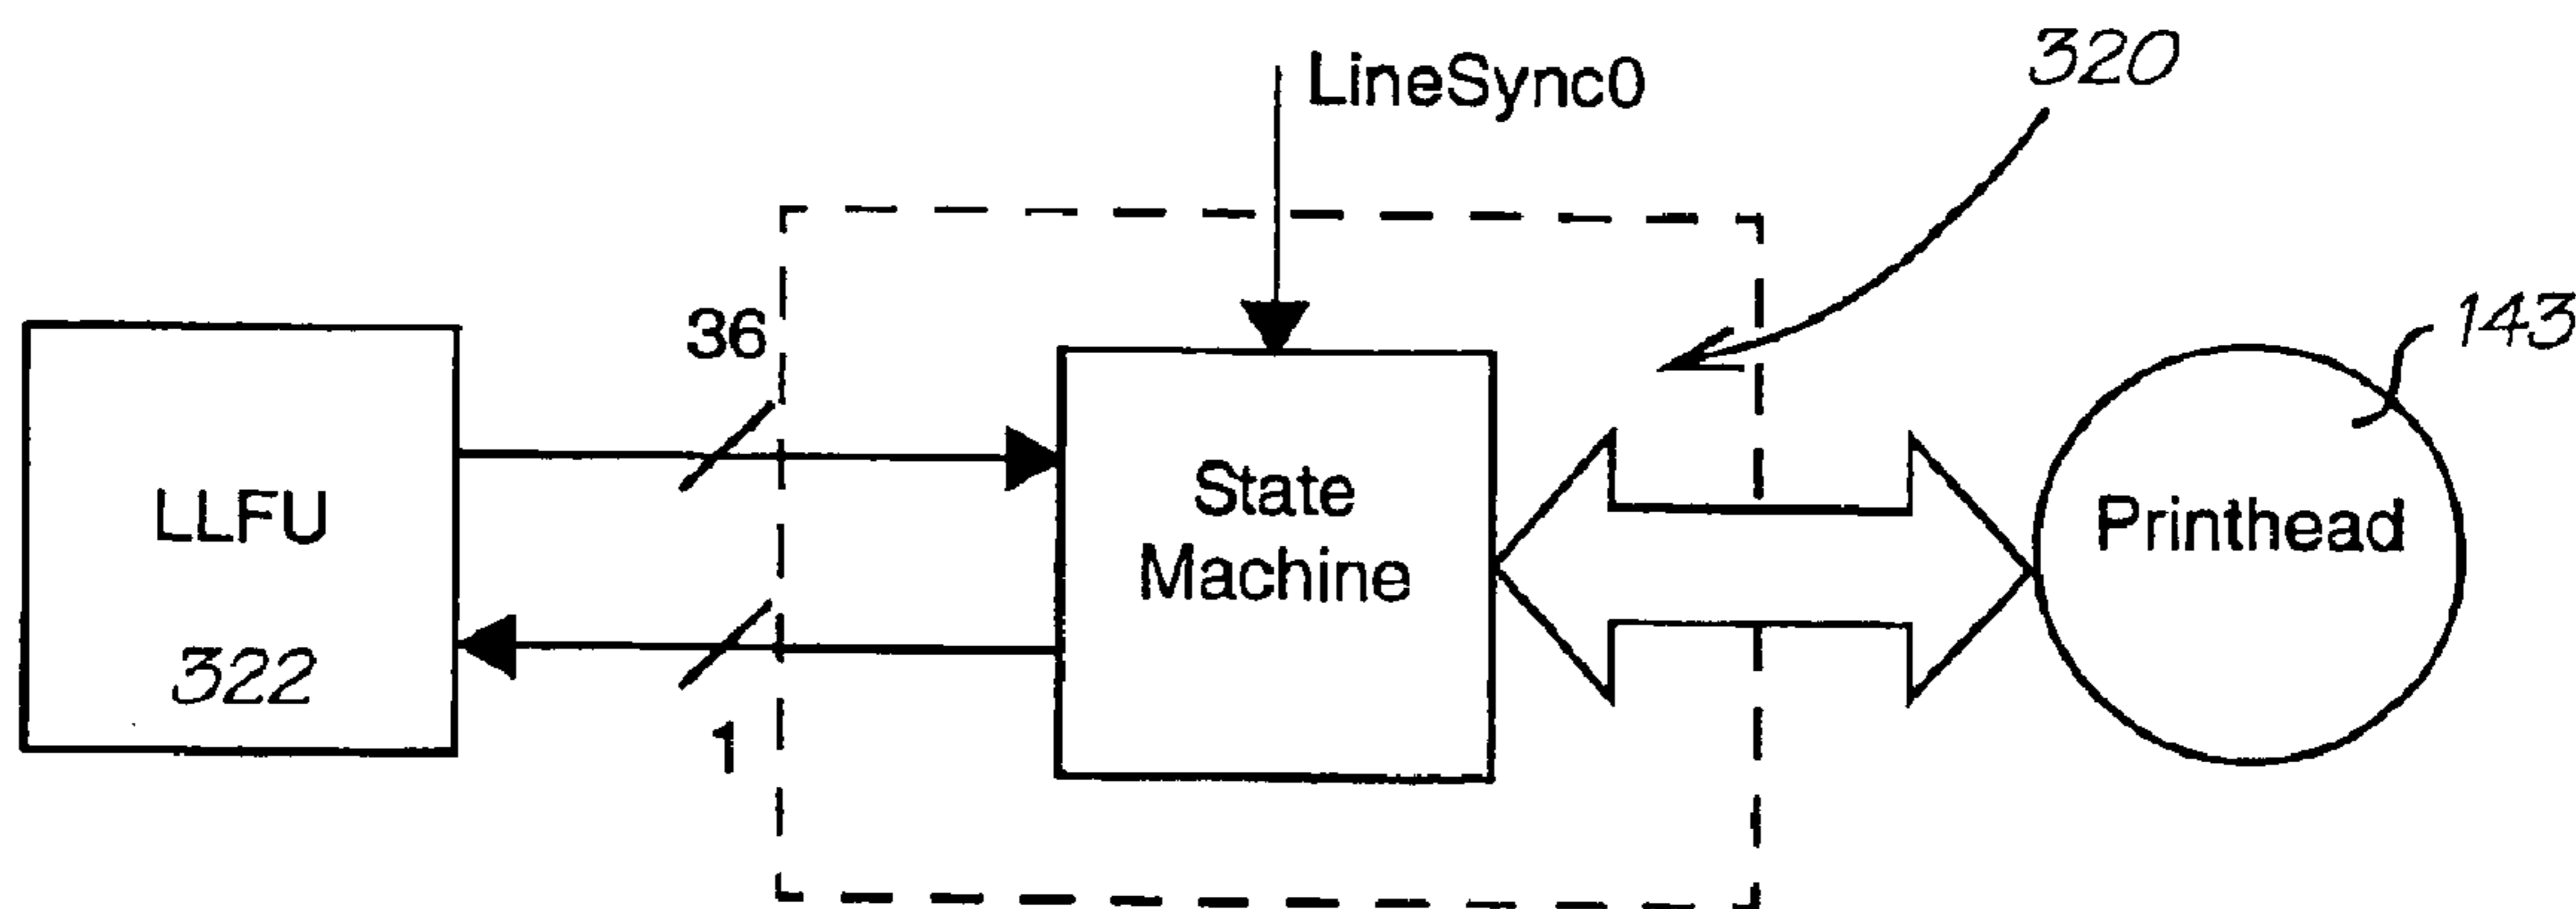 LineSync0
320
36
143
LLFU
322
State
Machine
Printhead
1